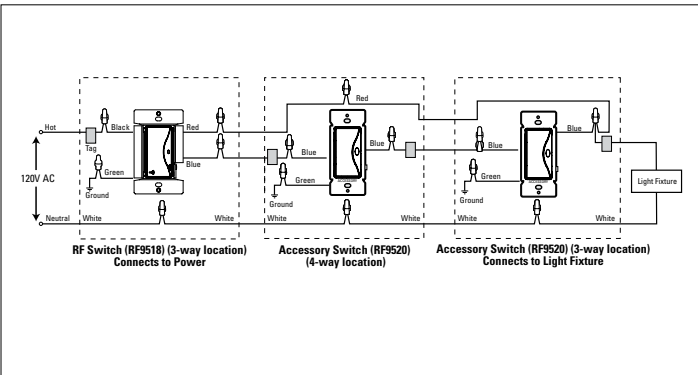 Red
Hot
Black
Red
Blue
Blue
Blue
Blue
Tag
Blue
120V AC
Green
Green
Green
Light Fixture
ACCESSORY
ACCESSORY
Ground
Ground
Ground
Neutral
White
White
White
White
White
White
RF Switch (RF9518) (3-way location)
Connects to Power
Accessory Switch (RF9520)
(4-way location)
Accessory Switch (RF9520) (3-way location)
Connects to Light Fixture